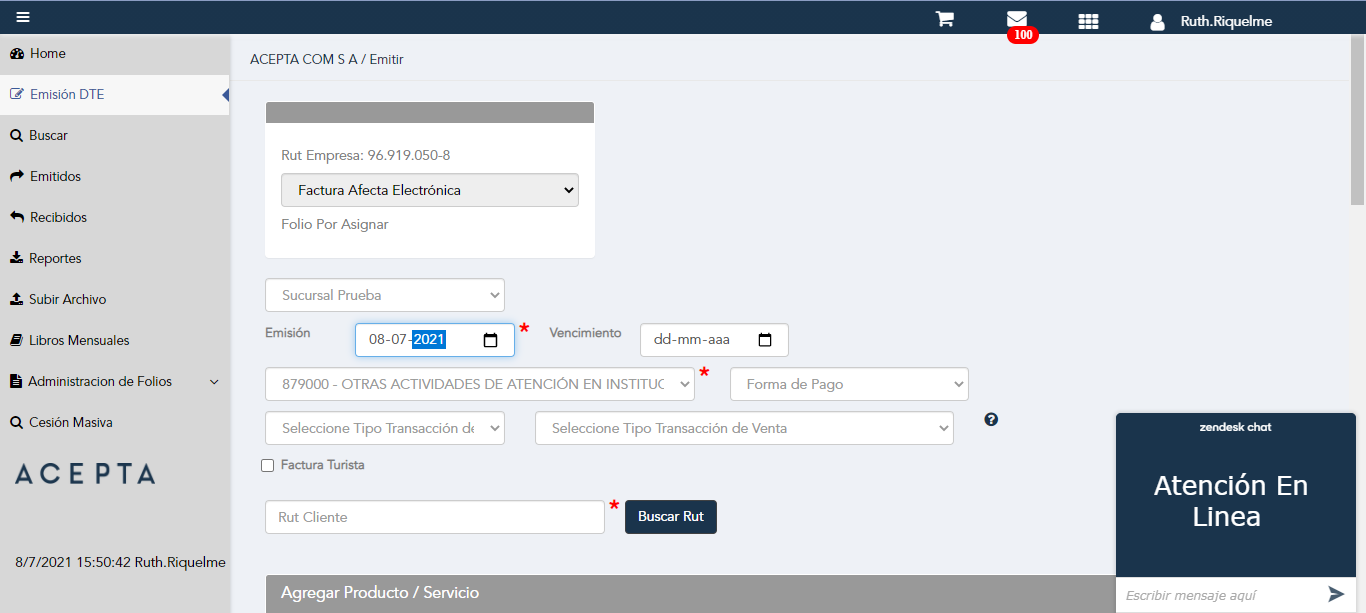 Ruth.Riquelme
100
Home
Emisión DTE
Buscar
Emitidos
Recibidos
Reportes
Subir Archivo
Libros Mensuales
Administracion de Folios
Cesión Masiva
ACEPTA
8/7/2021 15:50:42 Ruth.Riquelme
ACEPTA COM S A / Emitir
Rut Empresa: 96.919.050-8
Factura Afecta Electrónica
Folio Por Asignar
Sucursal Prueba
Emisión 08-07-2021 * Vencimiento dd-mm-aaa
879000 - OTRAS ACTIVIDADES DE ATENCIÓN EN INSTITUC * Forma de Pago
Seleccione Tipo Transacción de Seleccione Tipo Transacción de Venta ?
Factura Turista
Rut Cliente * Buscar Rut
Agregar Producto / Servicio
zendesk chat
Atención En
Linea
Escribir mensaje aquí